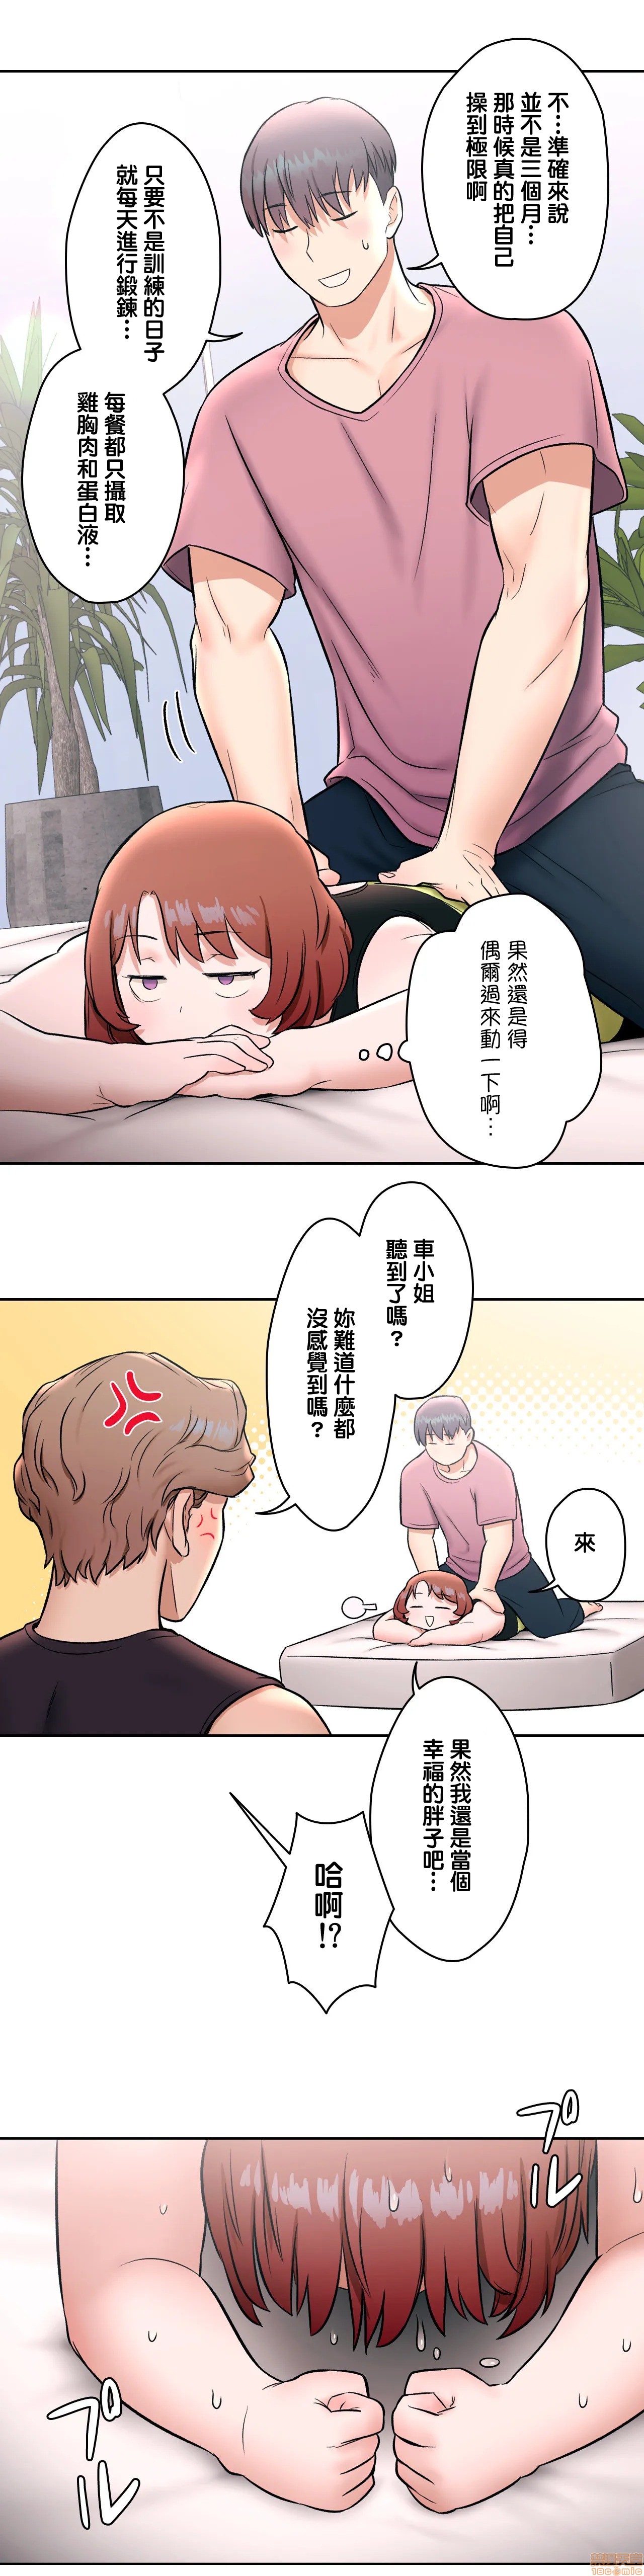 不…準確來說
並不是三個月…
那時候真的把自己
操到極限啊
只要不是訓練的日子
就每天進行鍛鍊…
每餐都只攝取
雞胸肉和蛋白液…
果然還是得
偶爾過來動一下啊…
車小姐
聽到了嗎？
妳難道什麼都
沒感覺到嗎？
來
果然我還是當個
幸福的胖子吧…
哈
啊
!?
プル
プル